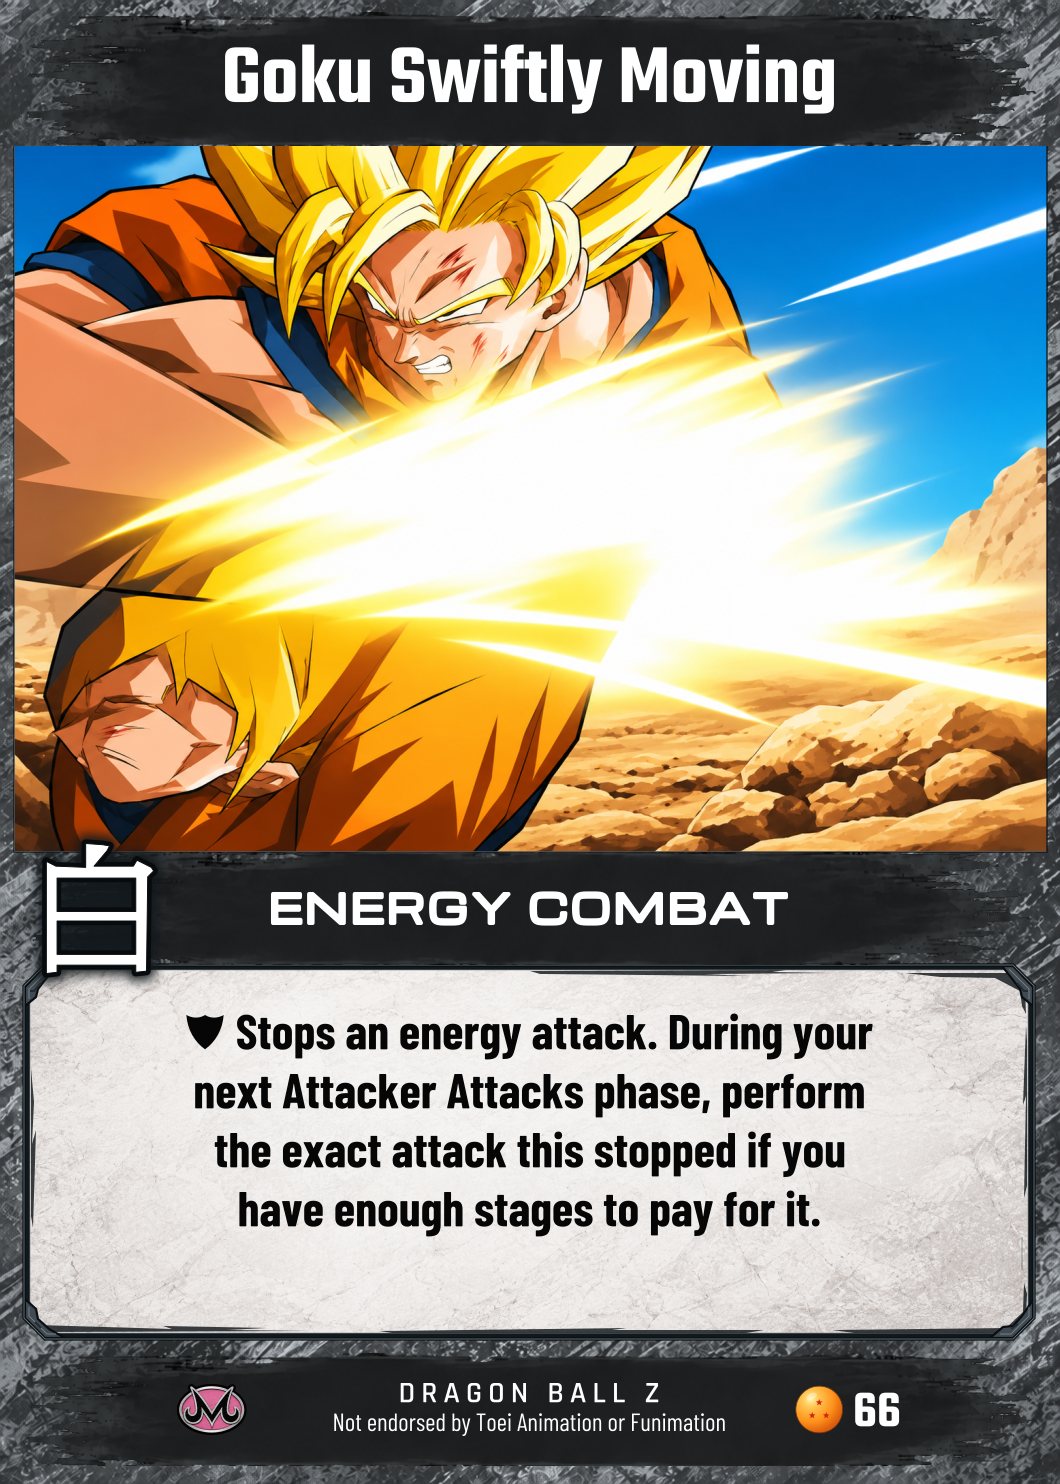 Goku Swiftly Moving
白
ENERGY COMBAT
Stops an energy attack. During your
next Attacker Attacks phase, perform
the exact attack this stopped if you
have enough stages to pay for it.
DRAGON BALL Z
Not endorsed by Toei Animation or Funimation
66